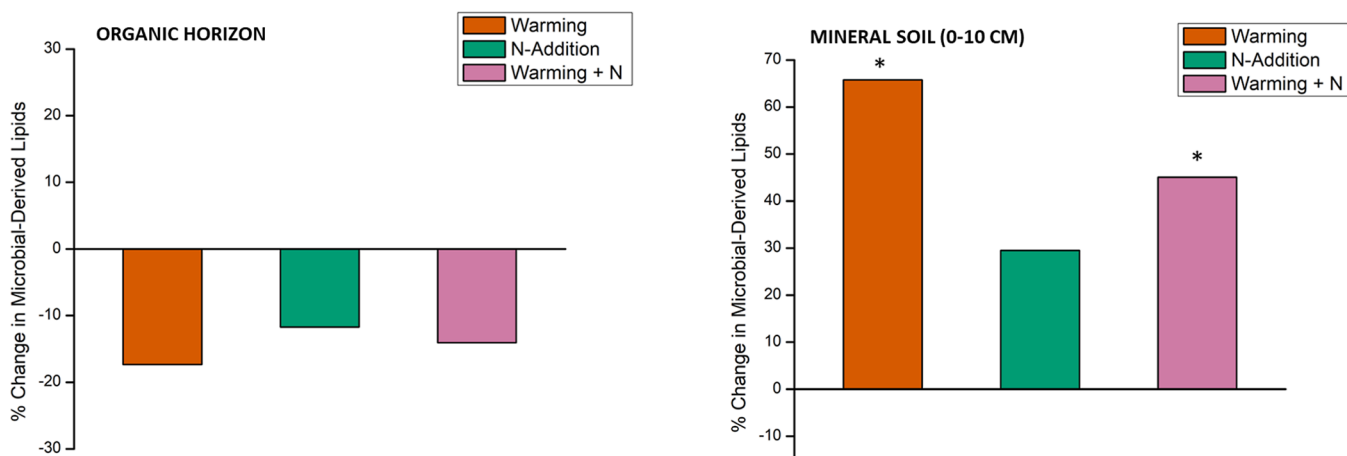 ORGANIC HORIZON
Warming
N-Addition
Warming + N
% Change in Microbial-Derived Lipids
30
20
10
0
-10
-20
-30
MINERAL SOIL (0-10 CM)
Warming
N-Addition
Warming + N
% Change in Microbial-Derived Lipids
70
60
50
40
30
20
10
0
-10
*
*